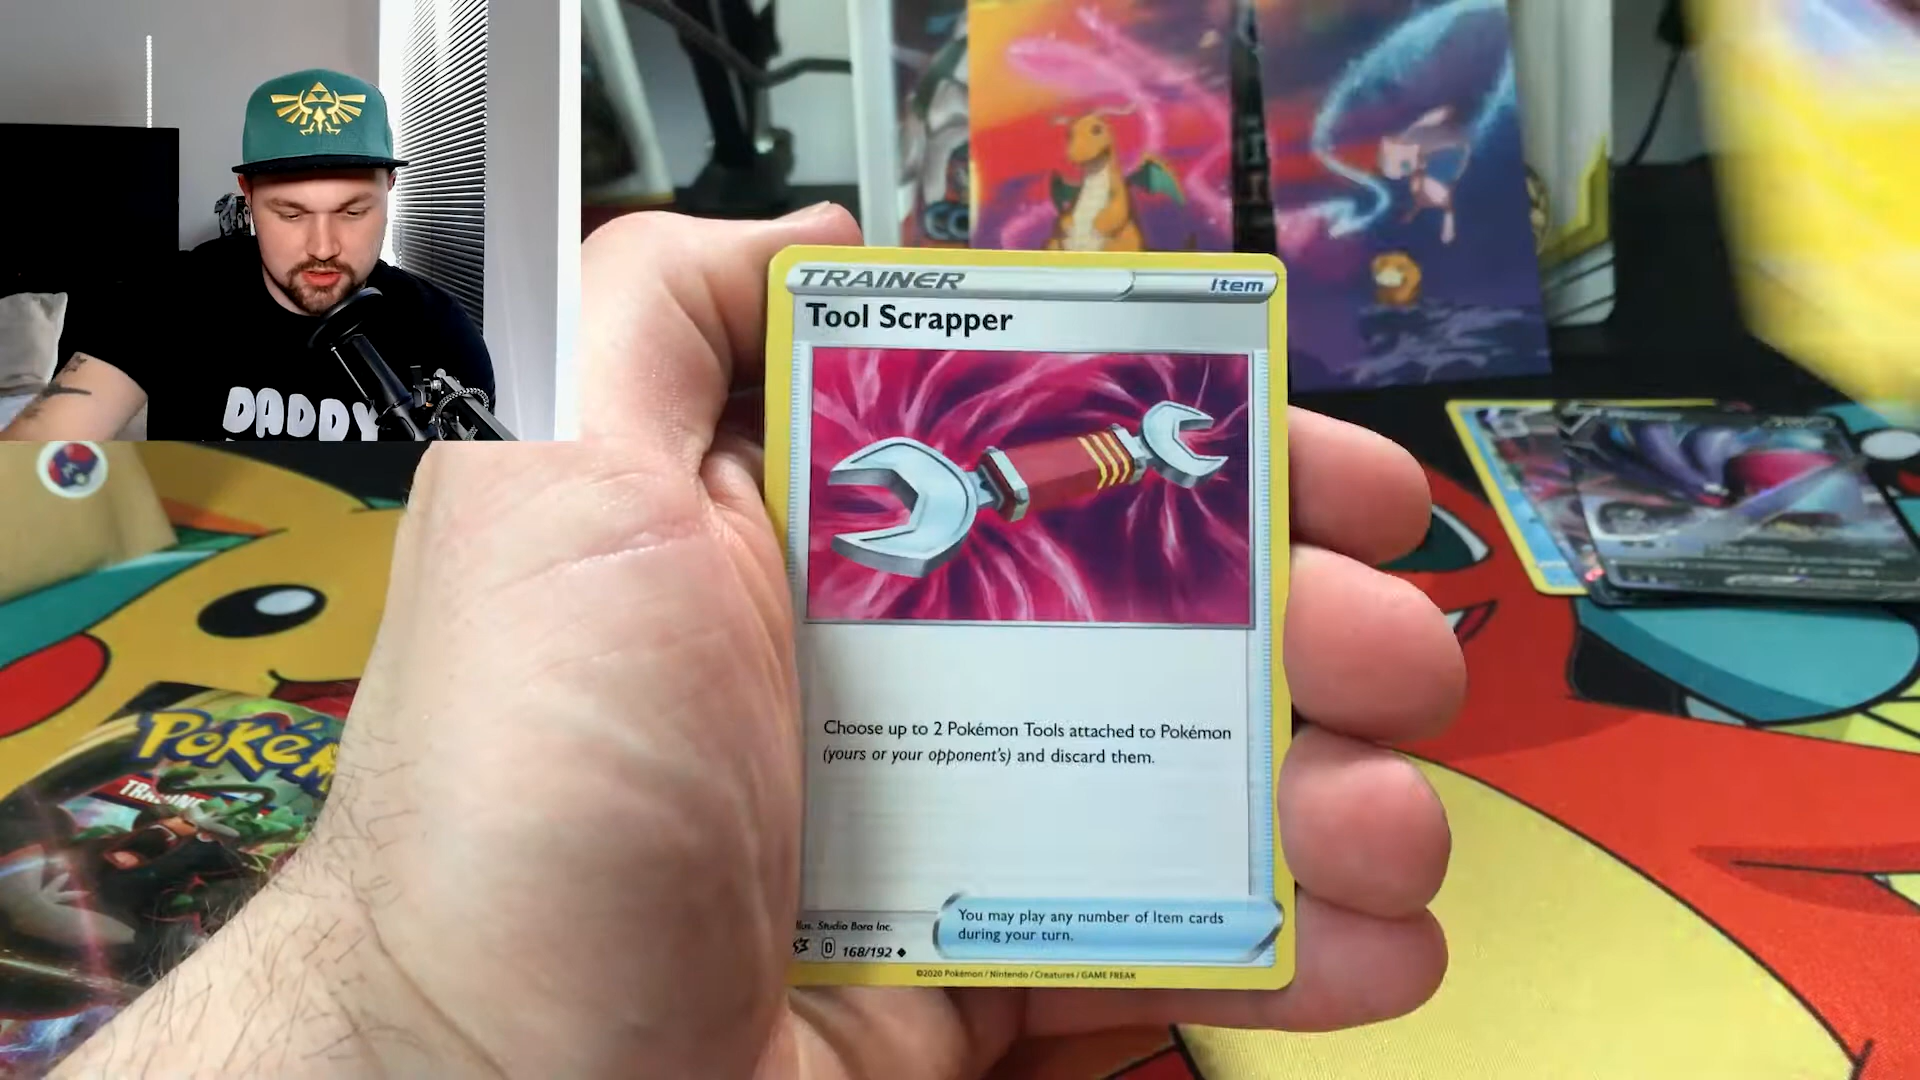 DADDY
TRAINER
Item
Tool Scrapper
Choose up to 2 Pokémon Tools attached to Pokémon
(yours or your opponent's) and discard them.
You may play any number of Item cards
during your turn.
Illus. Studio Bora Inc.
D 168/192
©2020 Pokémon / Nintendo / Creatures / GAME FREAK
POKÉM